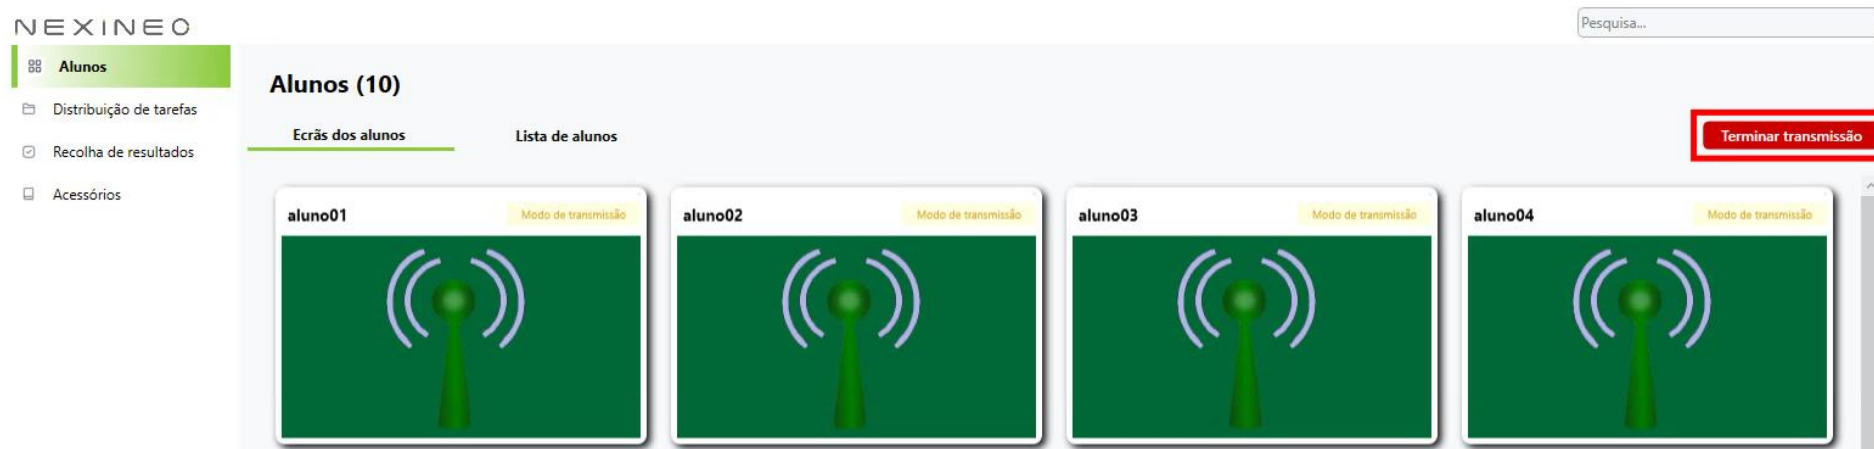 NEXINEO
Pesquisa...
Alunos
Distribuição de tarefas
Recolha de resultados
Acessórios
Alunos (10)
Ecrãs dos alunos
Lista de alunos
Terminar transmissão
aluno01
Modo de transmissão
aluno02
Modo de transmissão
aluno03
Modo de transmissão
aluno04
Modo de transmissão